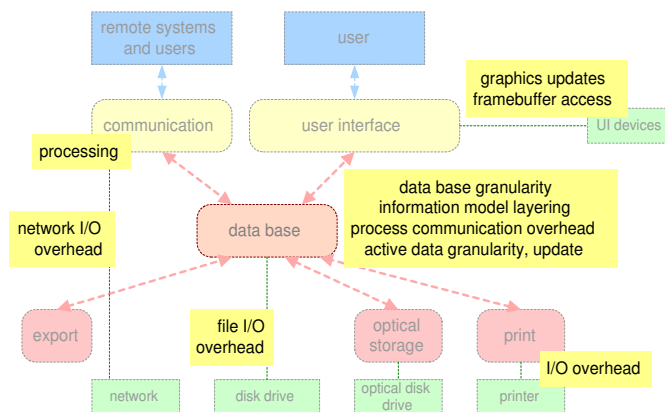 remote systems
and users
user
graphics updates
framebuffer access
communication
user interface
UI devices
processing
data base granularity
information model layering
process communication overhead
active data granularity, update
network I/O
overhead
data base
export
file I/O
overhead
optical
storage
print
I/O overhead
network
disk drive
optical disk
drive
printer